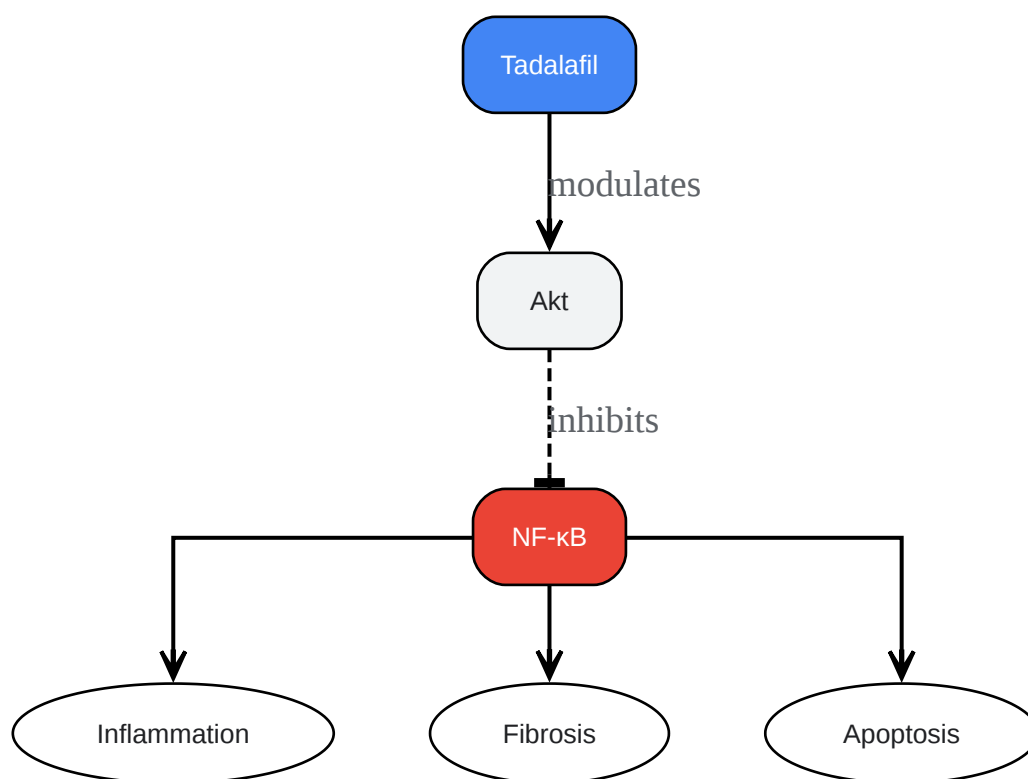 Tadalafil
modulates
Akt
inhibits
NF-κB
Inflammation
Fibrosis
Apoptosis